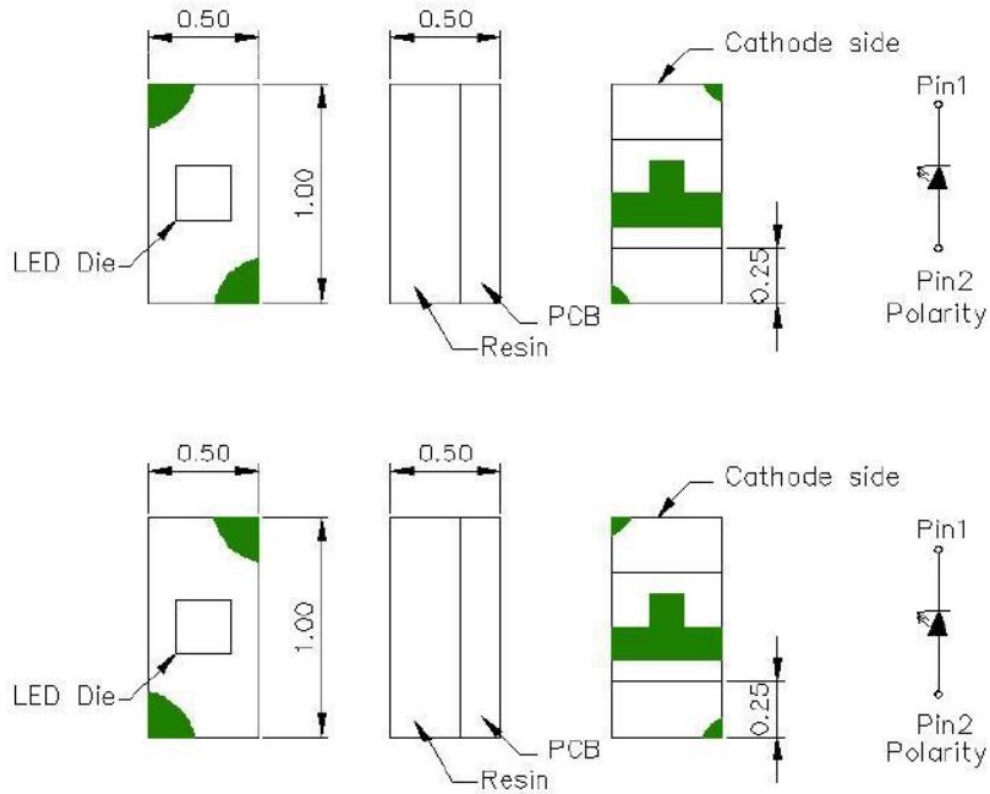 0.50
0.50
Cathode side
Pin1
1.00
LED Die
0.25
Pin2
Polarity
PCB
Resin
0.50
0.50
Cathode side
Pin1
1.00
LED Die
0.25
Pin2
Polarity
PCB
Resin